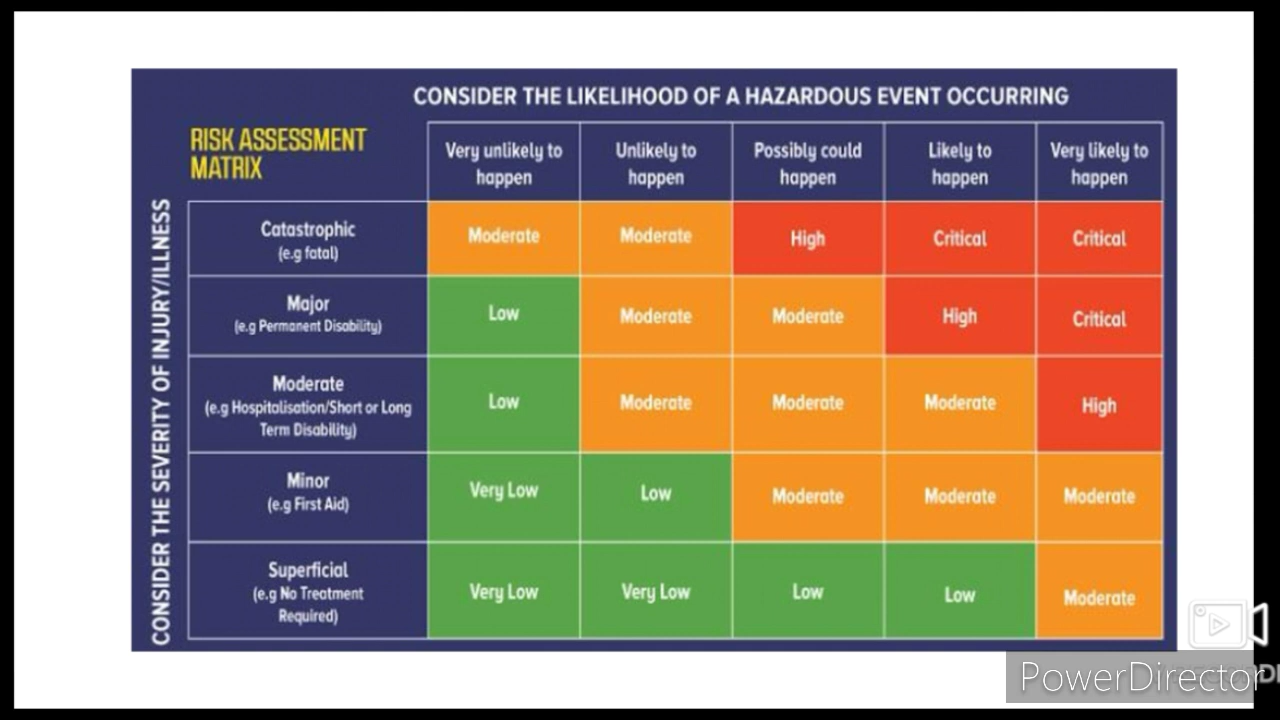 CONSIDER THE LIKELIHOOD OF A HAZARDOUS EVENT OCCURRING
RISK ASSESSMENT
MATRIX
Very unlikely to
happen
Unlikely to
happen
Possibly could
happen
Likely to
happen
Very likely to
happen
CONSIDER THE SEVERITY OF INJURY/ILLNESS
Catastrophic
(e.g fatal)
Moderate
Moderate
High
Critical
Critical
Major
(e.g Permanent Disability)
Low
Moderate
Moderate
High
Critical
Moderate
(e.g Hospitalisation/Short or Long
Term Disability)
Low
Moderate
Moderate
Moderate
High
Minor
(e.g First Aid)
Very Low
Low
Moderate
Moderate
Moderate
Superficial
(e.g No Treatment
Required)
Very Low
Very Low
Low
Low
Moderate
PowerDirector